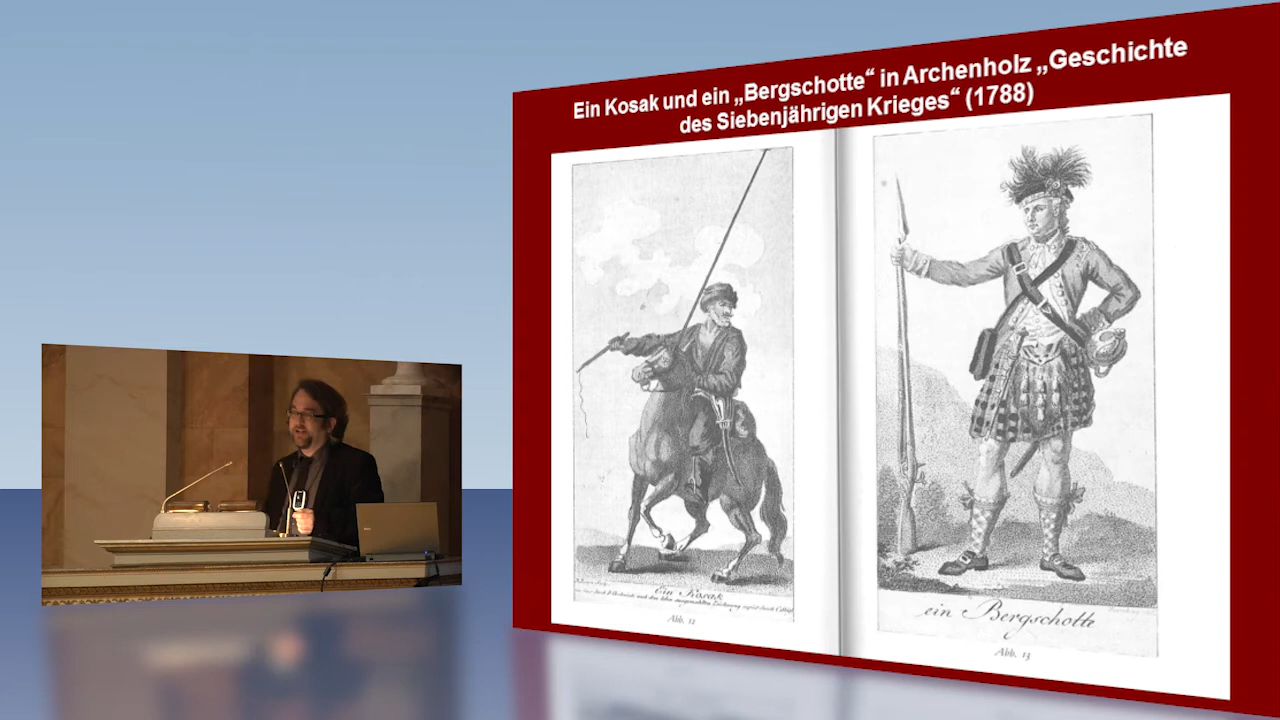 Ein Kosak und ein „Bergschotte“ in Archenholz „Geschichte
des Siebenjährigen Krieges“ (1788)
Ein Kosak
Abb. 12
ein Bergschotte
Abb. 13